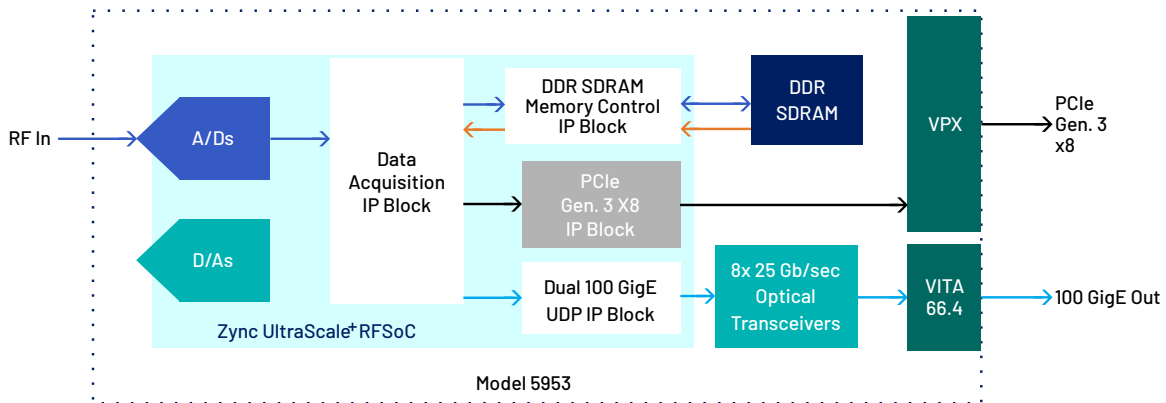 RF In
A/Ds
D/As
Data
Acquisition
IP Block
DDR SDRAM
Memory Control
IP Block
DDR
SDRAM
PCIe
Gen. 3 X8
IP Block
Dual 100 GigE
UDP IP Block
8x 25 Gb/sec
Optical
Transceivers
VPX
VITA
66.4
PCIe
Gen. 3
x8
100 GigE Out
Zync UltraScale+ RFSoC
Model 5953